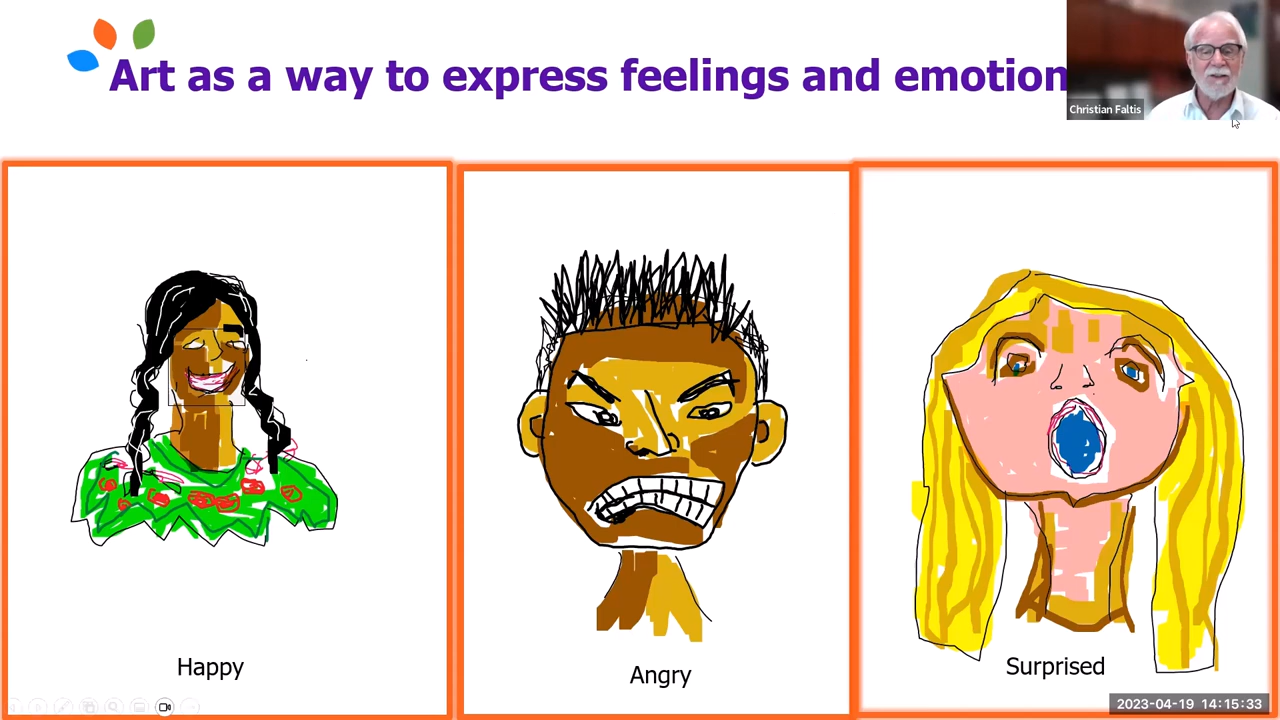 Art as a way to express feelings and emotion
Christian Faltis
Happy
Angry
Surprised
2023-04-19 14:15:33